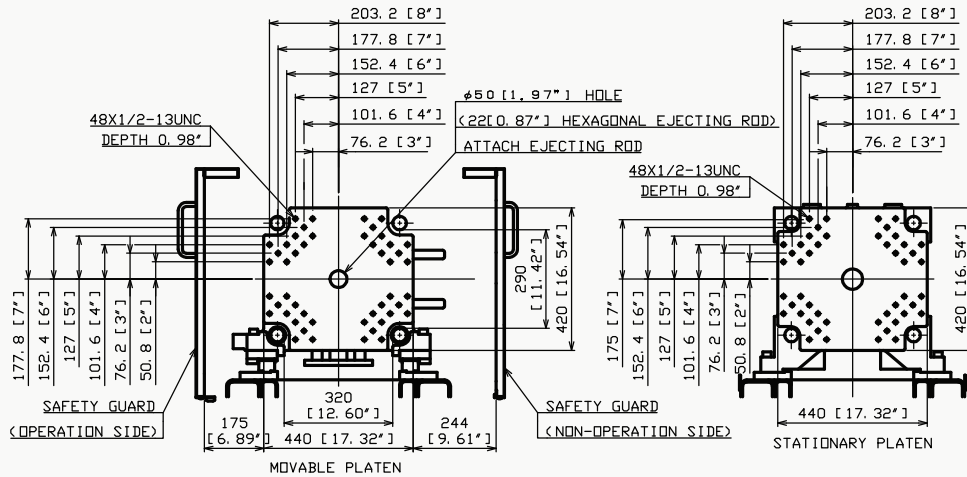 203.2 [8"]
177.8 [7"]
152.4 [6"]
127 [5"]
101.6 [4"]
76.2 [3"]
48X1/2-13UNC
DEPTH 0.98"
φ50 [1.97"] HOLE
(22[0.87"] HEXAGONAL EJECTING ROD)
ATTACH EJECTING ROD
177.8 [7"]
152.4 [6"]
127 [5"]
101.6 [4"]
76.2 [3"]
50.8 [2"]
290
[11.42"]
420 [16.54"]
SAFETY GUARD
(OPERATION SIDE)
175
[6.89"]
320
[12.60"]
440 [17.32"]
244
[9.61"]
SAFETY GUARD
(NON-OPERATION SIDE)
MOVABLE PLATEN
203.2 [8"]
177.8 [7"]
152.4 [6"]
127 [5"]
101.6 [4"]
76.2 [3"]
48X1/2-13UNC
DEPTH 0.98"
175 [7"]
152.4 [6"]
127 [5"]
101.6 [4"]
76.2 [3"]
50.8 [2"]
420 [16.54"]
440 [17.32"]
STATIONARY PLATEN